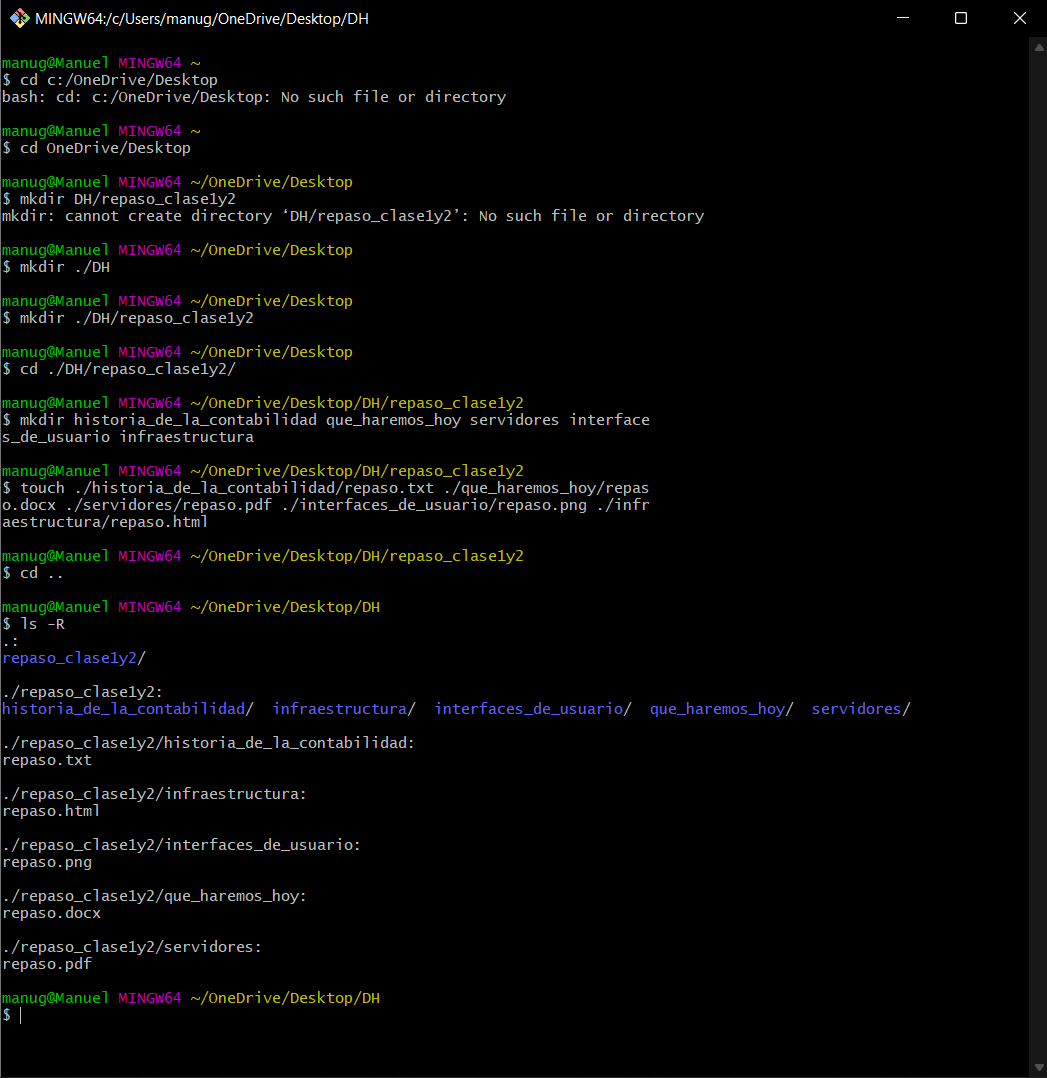 MINGW64:/c/Users/manug/OneDrive/Desktop/DH
manug@Manuel MINGW64 ~
$ cd c:/OneDrive/Desktop
bash: cd: c:/OneDrive/Desktop: No such file or directory
manug@Manuel MINGW64 ~
$ cd OneDrive/Desktop
manug@Manuel MINGW64 ~/OneDrive/Desktop
$ mkdir DH/repaso_clase1y2
mkdir: cannot create directory ‘DH/repaso_clase1y2’: No such file or directory
manug@Manuel MINGW64 ~/OneDrive/Desktop
$ mkdir ./DH
manug@Manuel MINGW64 ~/OneDrive/Desktop
$ mkdir ./DH/repaso_clase1y2
manug@Manuel MINGW64 ~/OneDrive/Desktop
$ cd ./DH/repaso_clase1y2/
manug@Manuel MINGW64 ~/OneDrive/Desktop/DH/repaso_clase1y2
$ mkdir historia_de_la_contabilidad que_haremos_hoy servidores interface
s_de_usuario infraestructura
manug@Manuel MINGW64 ~/OneDrive/Desktop/DH/repaso_clase1y2
$ touch ./historia_de_la_contabilidad/repaso.txt ./que_haremos_hoy/repas
o.docx ./servidores/repaso.pdf ./interfaces_de_usuario/repaso.png ./infr
aestructura/repaso.html
manug@Manuel MINGW64 ~/OneDrive/Desktop/DH/repaso_clase1y2
$ cd ..
manug@Manuel MINGW64 ~/OneDrive/Desktop/DH
$ ls -R
.:
repaso_clase1y2/
./repaso_clase1y2:
historia_de_la_contabilidad/  infraestructura/  interfaces_de_usuario/  que_haremos_hoy/  servidores/
./repaso_clase1y2/historia_de_la_contabilidad:
repaso.txt
./repaso_clase1y2/infraestructura:
repaso.html
./repaso_clase1y2/interfaces_de_usuario:
repaso.png
./repaso_clase1y2/que_haremos_hoy:
repaso.docx
./repaso_clase1y2/servidores:
repaso.pdf
manug@Manuel MINGW64 ~/OneDrive/Desktop/DH
$